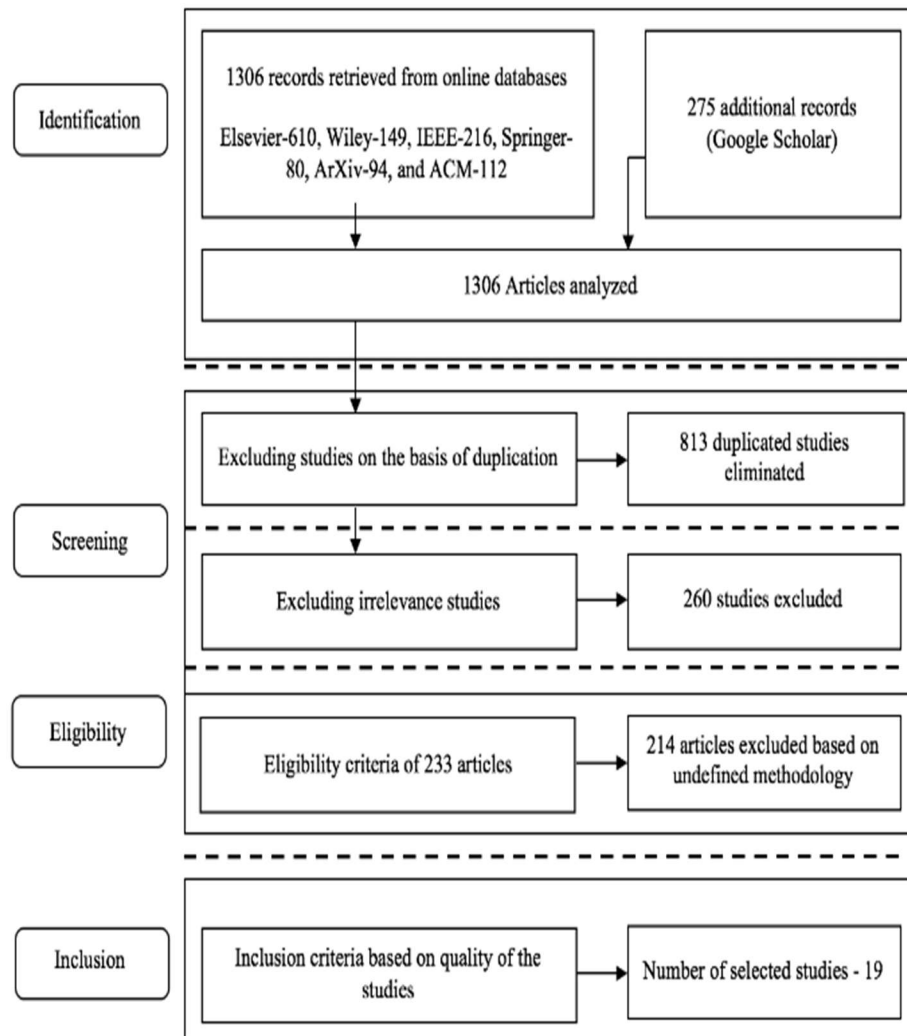 Identification
1306 records retrieved from online databases
Elsevier-610, Wiley-149, IEEE-216, Springer-
80, ArXiv-94, and ACM-112
275 additional records
(Google Scholar)
1306 Articles analyzed
Screening
Excluding studies on the basis of duplication
813 duplicated studies
eliminated
Excluding irrelevance studies
260 studies excluded
Eligibility
Eligibility criteria of 233 articles
214 articles excluded based on
undefined methodology
Inclusion
Inclusion criteria based on quality of the
studies
Number of selected studies - 19